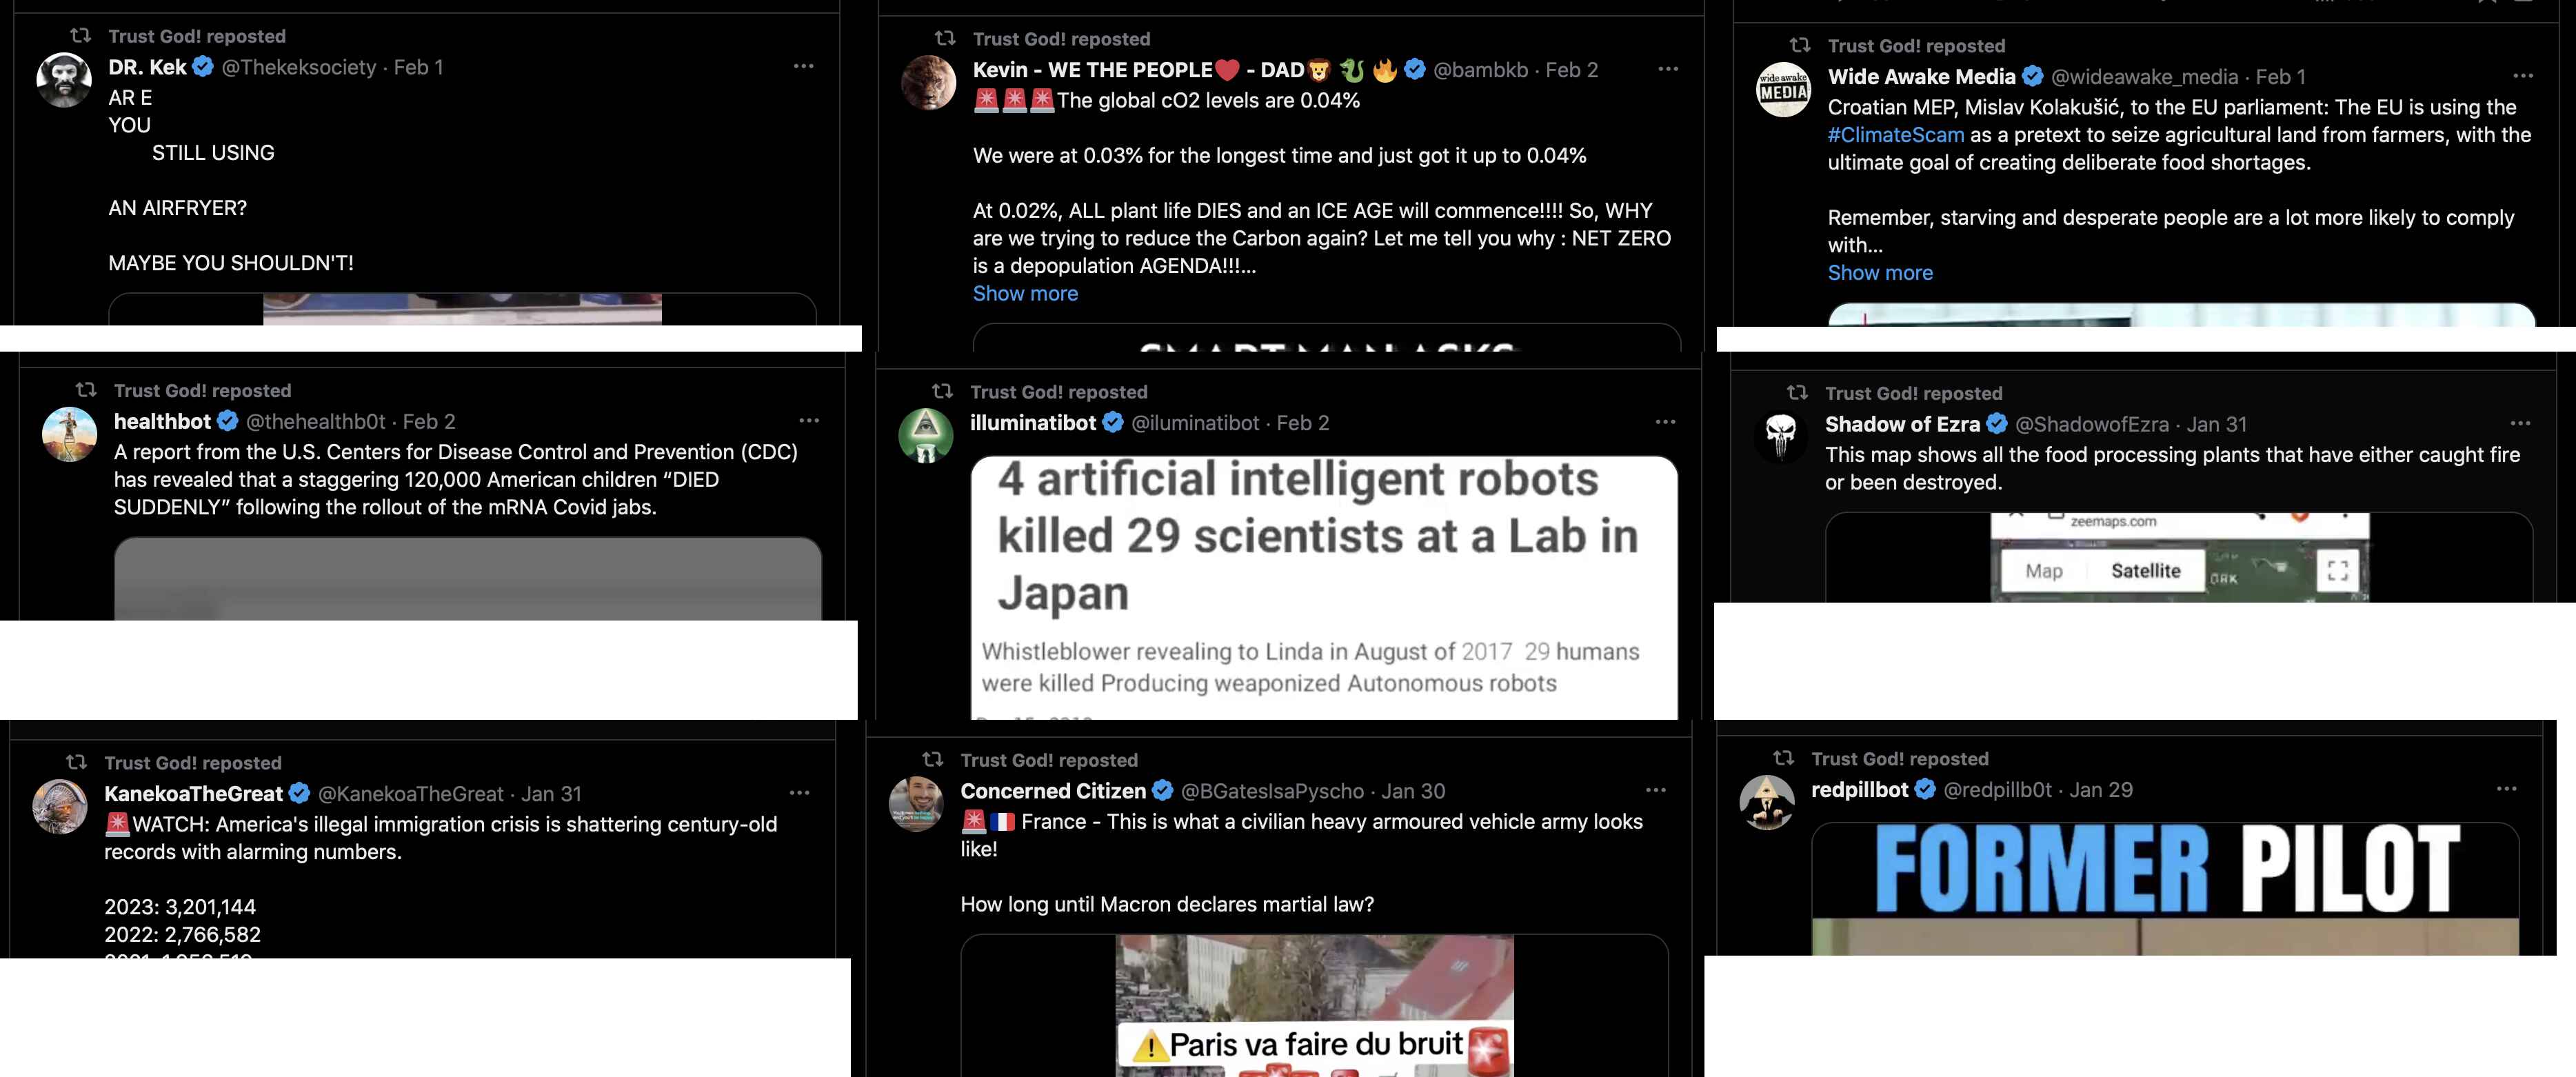 Trust God! reposted
DR. Kek @Thekeksociety · Feb 1
AR E
YOU
STILL USING
AN AIRFRYER?
MAYBE YOU SHOULDN'T!
Trust God! reposted
Kevin - WE THE PEOPLE❤️ - DAD🦁 🐉 🔥 @bambkb · Feb 2
🚨🚨🚨The global cO2 levels are 0.04%
We were at 0.03% for the longest time and just got it up to 0.04%
At 0.02%, ALL plant life DIES and an ICE AGE will commence!!!! So, WHY
are we trying to reduce the Carbon again? Let me tell you why : NET ZERO
is a depopulation AGENDA!!!...
Show more
SMART MAN ASKS
Trust God! reposted
wide awake
MEDIA
Wide Awake Media @wideawake_media · Feb 1
Croatian MEP, Mislav Kolakušić, to the EU parliament: The EU is using the
#ClimateScam as a pretext to seize agricultural land from farmers, with the
ultimate goal of creating deliberate food shortages.
Remember, starving and desperate people are a lot more likely to comply
with...
Show more
Trust God! reposted
healthbot @thehealthb0t · Feb 2
A report from the U.S. Centers for Disease Control and Prevention (CDC)
has revealed that a staggering 120,000 American children “DIED
SUDDENLY” following the rollout of the mRNA Covid jabs.
Trust God! reposted
illuminatibot @iluminatibot · Feb 2
4 artificial intelligent robots
killed 29 scientists at a Lab in
Japan
Whistleblower revealing to Linda in August of 2017 29 humans
were killed Producing weaponized Autonomous robots
Trust God! reposted
Shadow of Ezra @ShadowofEzra · Jan 31
This map shows all the food processing plants that have either caught fire
or been destroyed.
zeemaps.com
Map Satellite
Trust God! reposted
KanekoaTheGreat @KanekoaTheGreat · Jan 31
🚨WATCH: America's illegal immigration crisis is shattering century-old
records with alarming numbers.
2023: 3,201,144
2022: 2,766,582
Trust God! reposted
Concerned Citizen @BGatesIsaPyscho · Jan 30
🚨🇫🇷 France - This is what a civilian heavy armoured vehicle army looks
like!
How long until Macron declares martial law?
⚠️Paris va faire du bruit🚨
Trust God! reposted
redpillbot @redpillb0t · Jan 29
FORMER PILOT